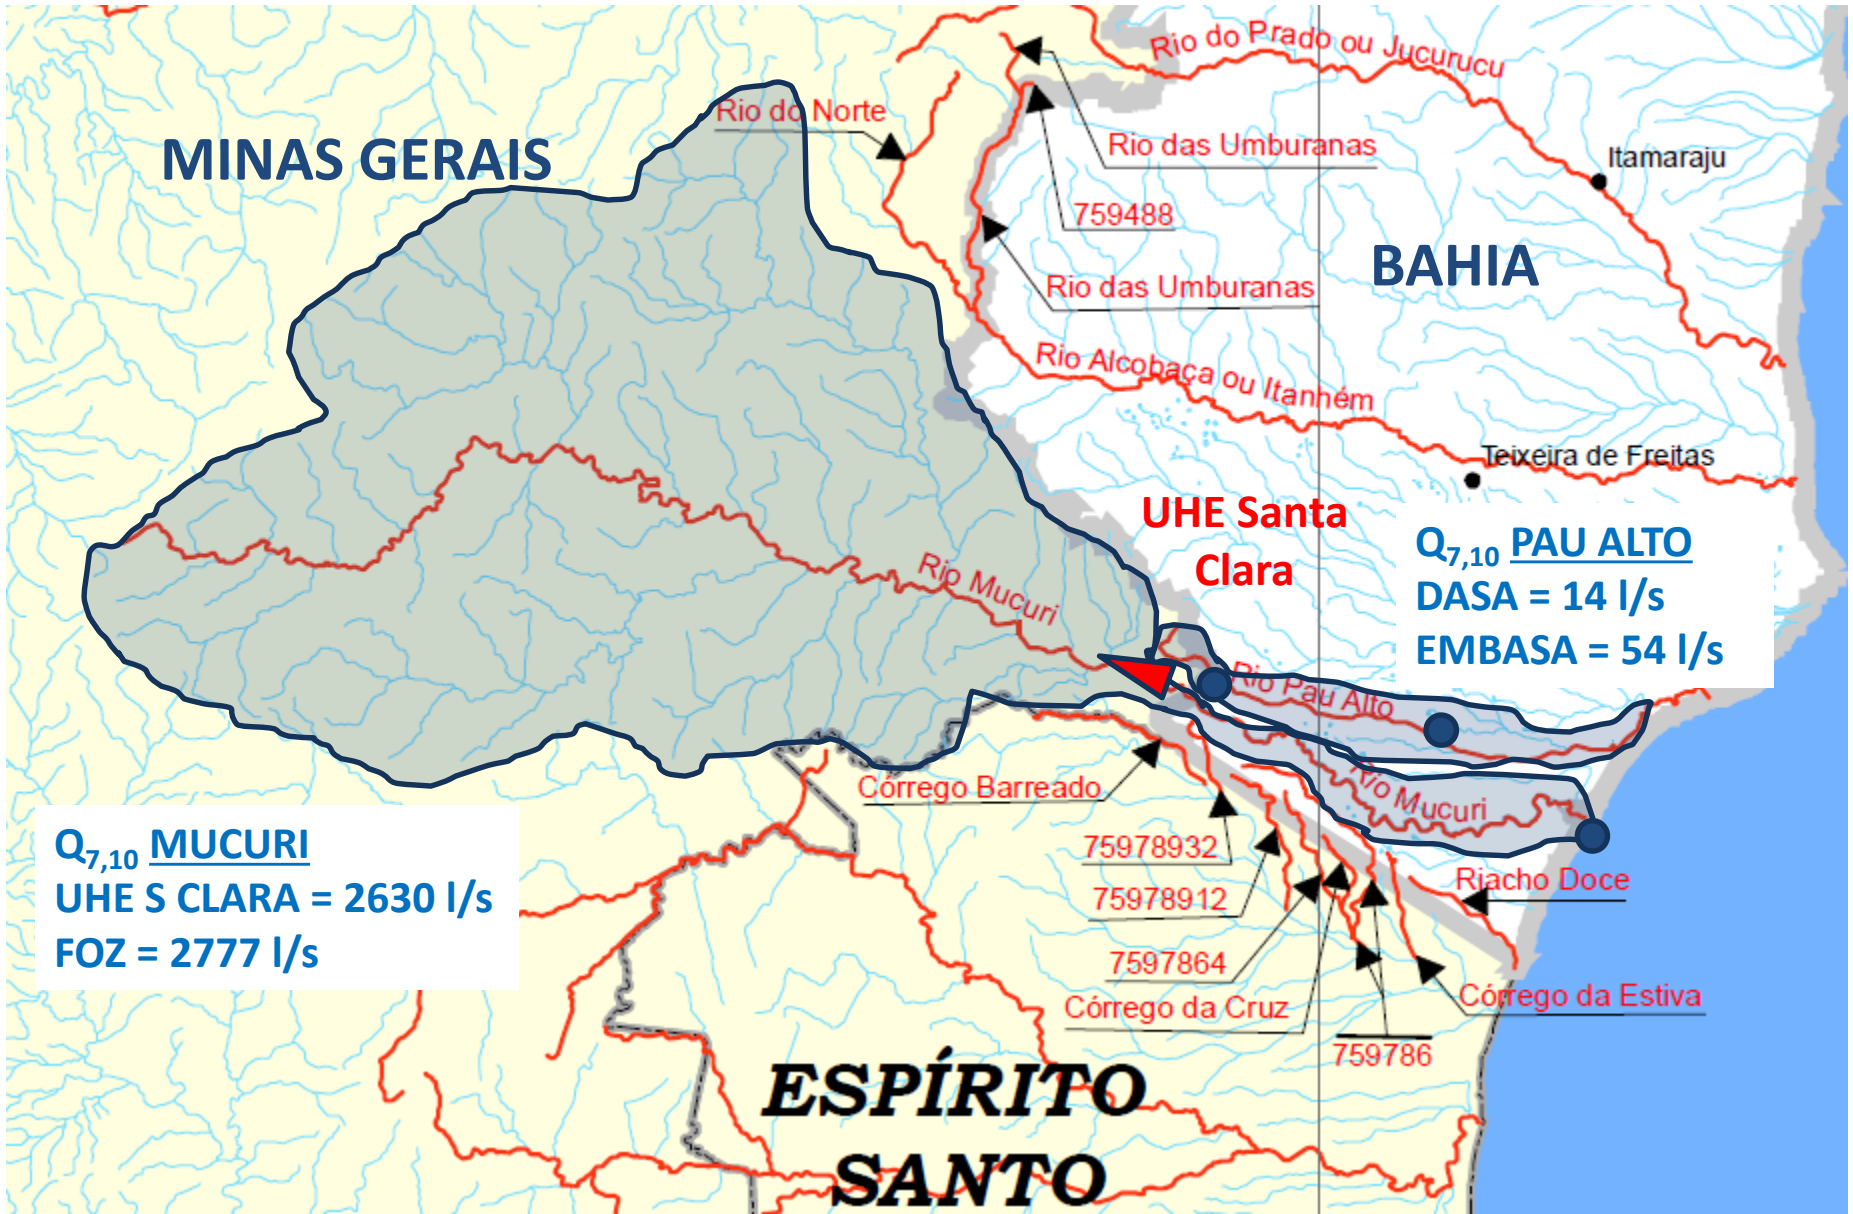 Rio do Prado ou Jucurucu
Rio do Norte
MINAS GERAIS
Rio das Umburanas
Itamaraju
759488
BAHIA
Rio das Umburanas
Rio Alcobaça ou Itanhém
Teixeira de Freitas
UHE Santa
Clara
Q7,10 PAU ALTO
DASA = 14 l/s
EMBASA = 54 l/s
Rio Mucuri
Rio Pau Alto
Córrego Barreado
Rio Mucuri
Q7,10 MUCURI
UHE S CLARA = 2630 l/s
FOZ = 2777 l/s
75978932
75978912
Riacho Doce
7597864
Córrego da Cruz
Córrego da Estiva
759786
ESPÍRITO
SANTO